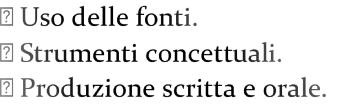 Uso delle fonti.
Strumenti concettuali.
Produzione scritta e orale.